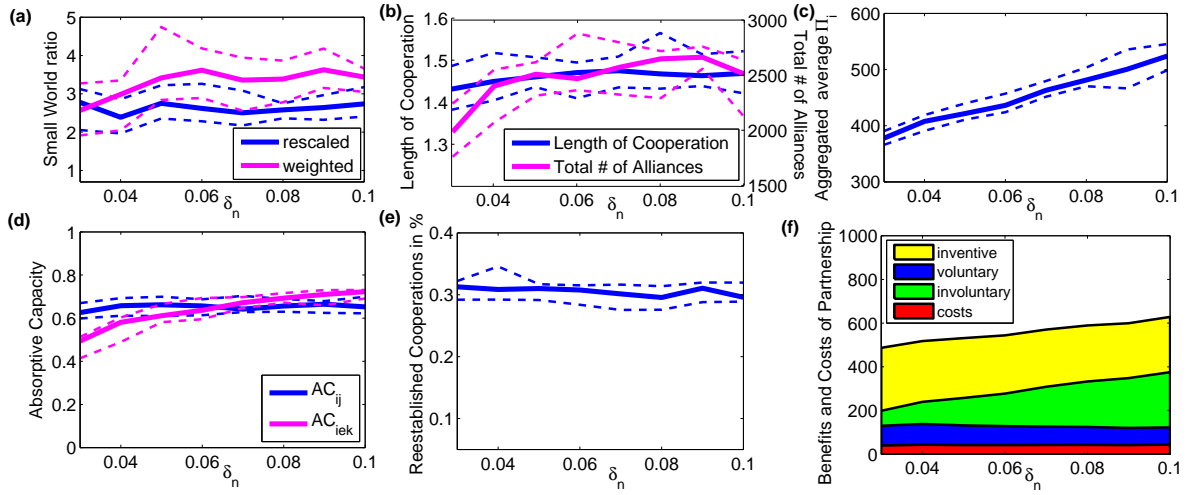 (a)
Small World ratio
5
4
3
2
1
0.04 0.06 0.08 0.1
δn
rescaled
weighted
(b)
Length of Cooperation
1.6
1.5
1.4
1.3
3000
2500
2000
1500
Total # of Alliances
0.04 0.06 0.08 0.1
δn
Length of Cooperation
Total # of Alliances
(c)
Aggregated average Πi
600
500
400
300
0.04 0.06 0.08 0.1
δn
(d)
Absorptive Capacity
1
0.8
0.6
0.4
0.2
0
0.04 0.06 0.08 0.1
δn
ACij
ACiek
(e)
Reestablished Cooperations in %
0.4
0.3
0.2
0.1
0.04 0.06 0.08 0.1
δn
(f)
Benefits and Costs of Partnership
1000
800
600
400
200
0
0.04 0.06 0.08 0.1
δn
inventive
voluntary
involuntary
costs